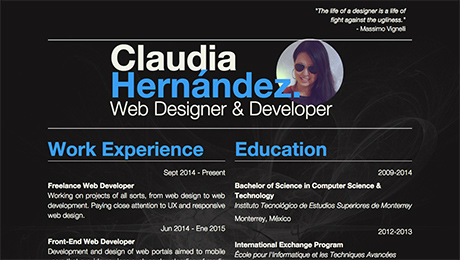 "The life of a designer is a life of
fight against the ugliness."
- Massimo Vignelli
Claudia
Hernández.
Web Designer & Developer
Work Experience
Sept 2014 - Present
Freelance Web Developer
Working on projects of all sorts, from web design to web
development. Paying close attention to UX and responsive
web design.
Jun 2014 - Ene 2015
Front-End Web Developer
Development and design of web portals aimed to mobile
Education
2009-2014
Bachelor of Science in Computer Science &
Technology
Instituto Tecnológico de Estudios Superiores de Monterrey
Monterrey, México
2012-2013
International Exchange Program
École pour l'Informatique et les Techniques Avancées